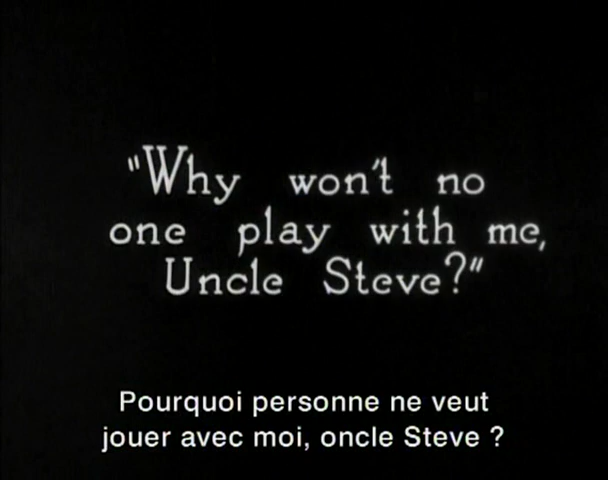 "Why won't no
one play with me,
Uncle Steve?"
Pourquoi personne ne veut
jouer avec moi, oncle Steve ?